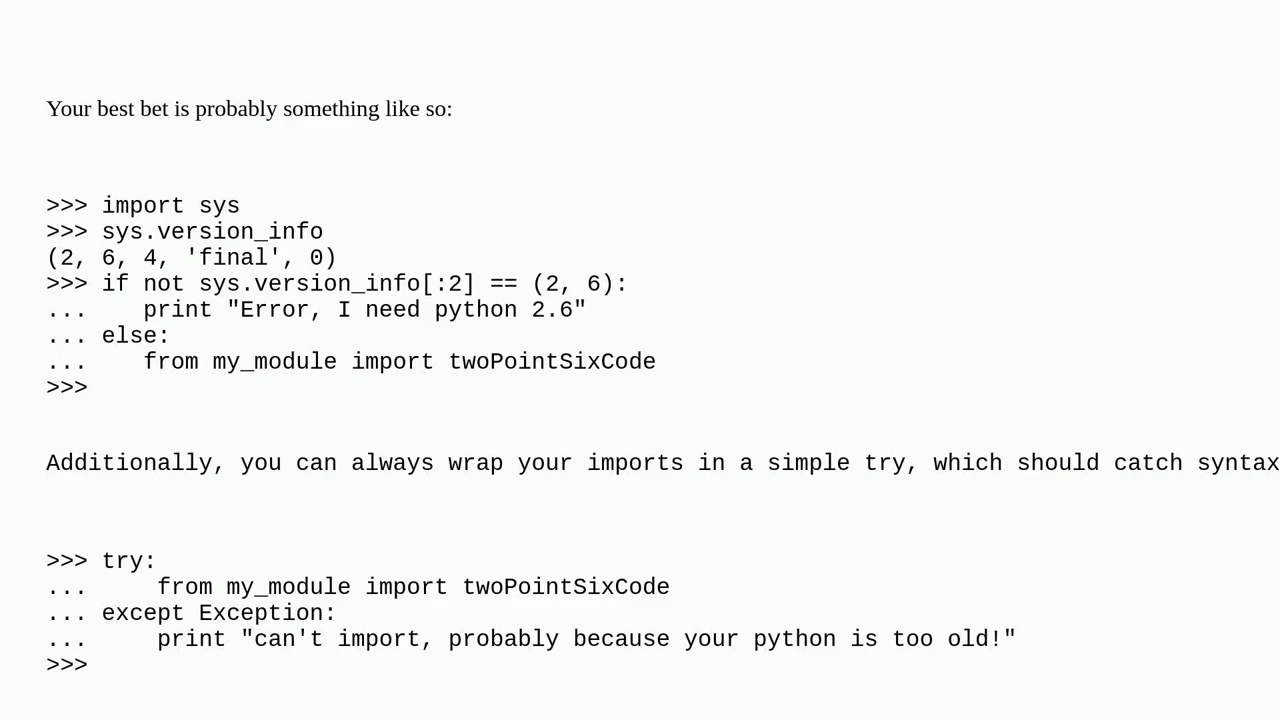 Your best bet is probably something like so:
>>> import sys
>>> sys.version_info
(2, 6, 4, 'final', 0)
>>> if not sys.version_info[:2] == (2, 6):
...    print "Error, I need python 2.6"
... else:
...    from my_module import twoPointSixCode
>>>
Additionally, you can always wrap your imports in a simple try, which should catch syntax
>>> try:
...     from my_module import twoPointSixCode
... except Exception:
...     print "can't import, probably because your python is too old!"
>>>